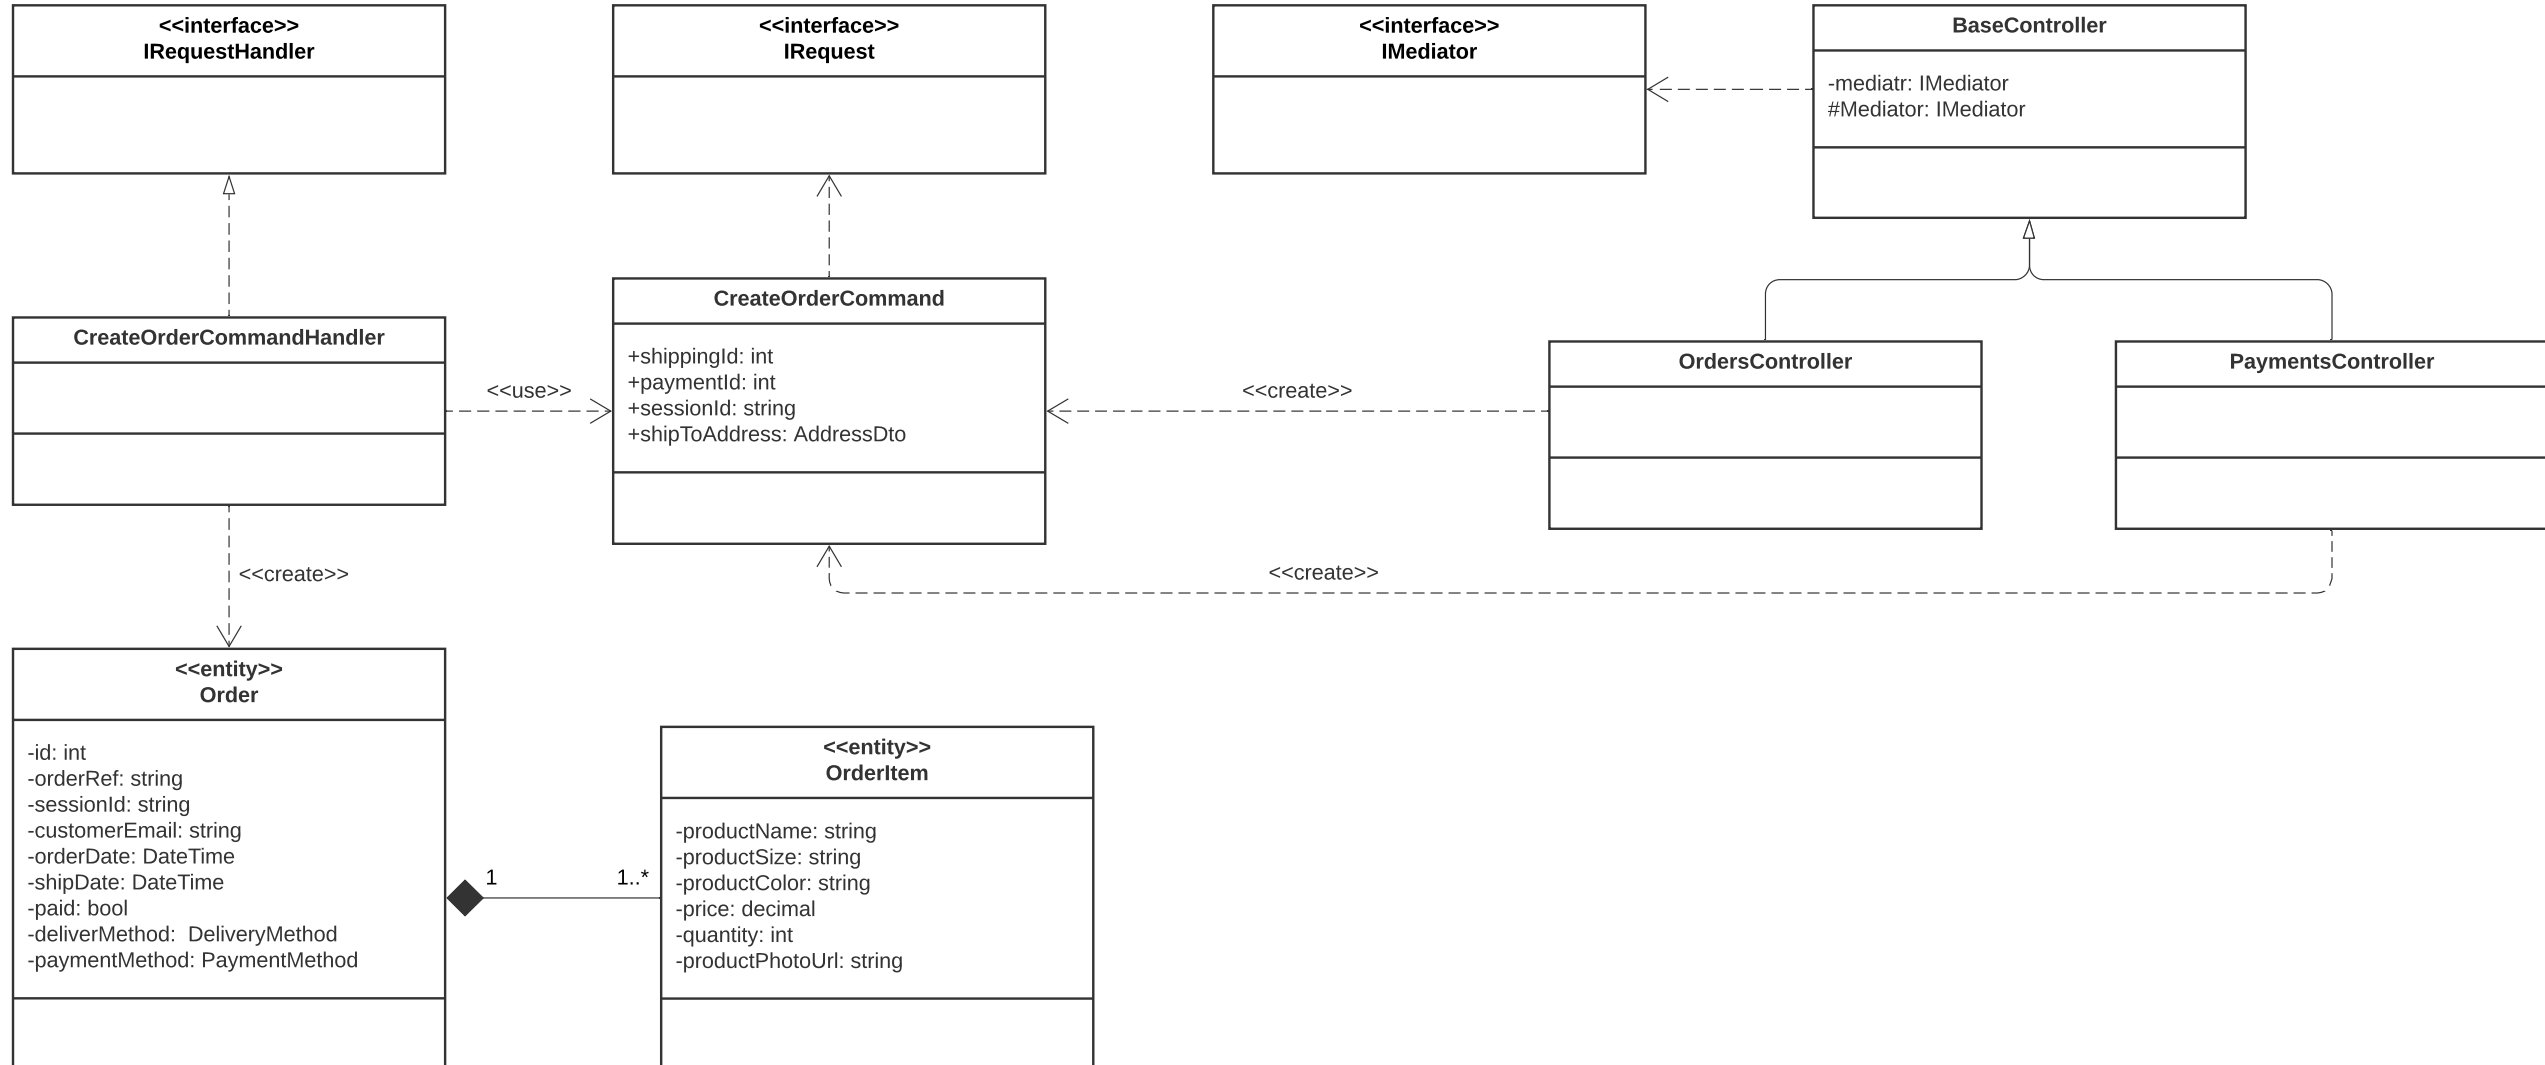 <<interface>>
IRequestHandler
<<interface>>
IRequest
<<interface>>
IMediator
BaseController
-mediatr: IMediator
#Mediator: IMediator
CreateOrderCommandHandler
<<use>>
CreateOrderCommand
+shippingId: int
+paymentId: int
+sessionId: string
+shipToAddress: AddressDto
<<create>>
OrdersController
PaymentsController
<<create>>
<<create>>
<<entity>>
Order
-id: int
-orderRef: string
-sessionId: string
-customerEmail: string
-orderDate: DateTime
-shipDate: DateTime
-paid: bool
-deliverMethod:  DeliveryMethod
-paymentMethod: PaymentMethod
1
1..*
<<entity>>
OrderItem
-productName: string
-productSize: string
-productColor: string
-price: decimal
-quantity: int
-productPhotoUrl: string